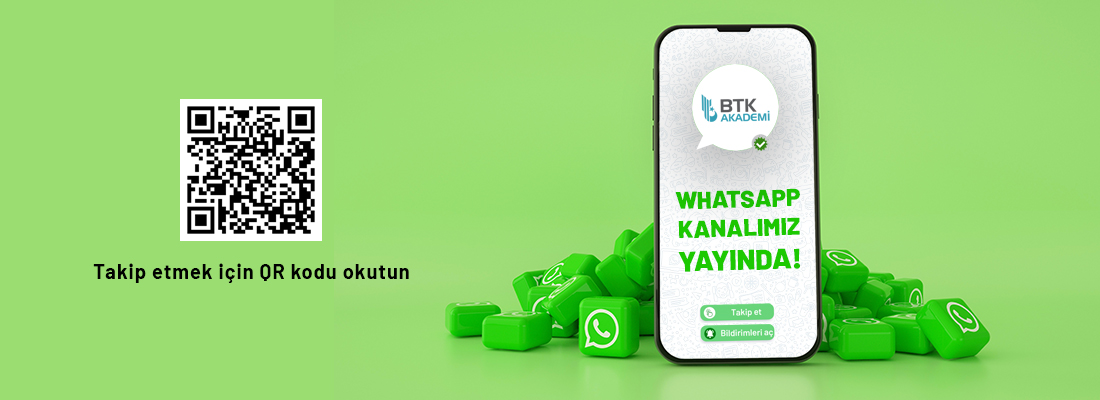 Takip etmek için QR kodu okutun
BTK
AKADEMİ
WHATSAPP
KANALIMIZ
YAYINDA!
Takip et
Bildirimleri aç